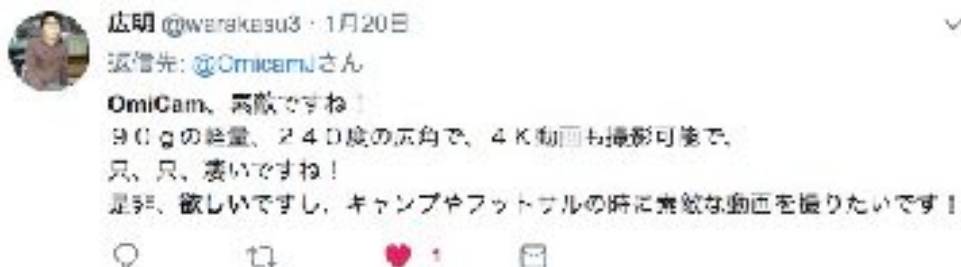 広明 @warakasu3・1月20日
返信先: @OmicamJさん
OmiCam、素敵ですね！
９０ｇの軽量、２４０度の広角で、４Ｋ動画も撮影可能で、
只、只、凄いですね！
是非、欲しいですし、キャンプやフットサルの時に素敵な動画を撮りたいです！
1